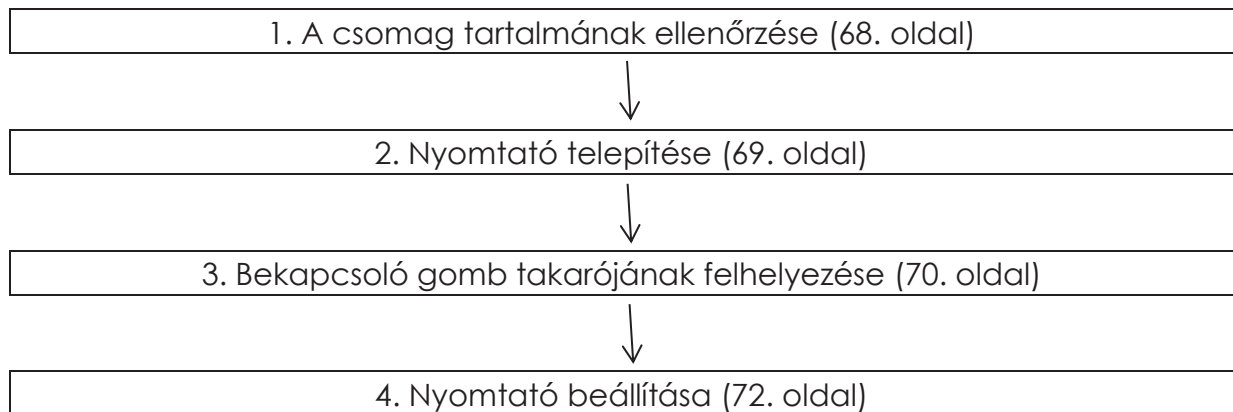 1. A csomag tartalmának ellenőrzése (68. oldal)
2. Nyomtató telepítése (69. oldal)
3. Bekapcsoló gomb takarójának felhelyezése (70. oldal)
4. Nyomtató beállítása (72. oldal)